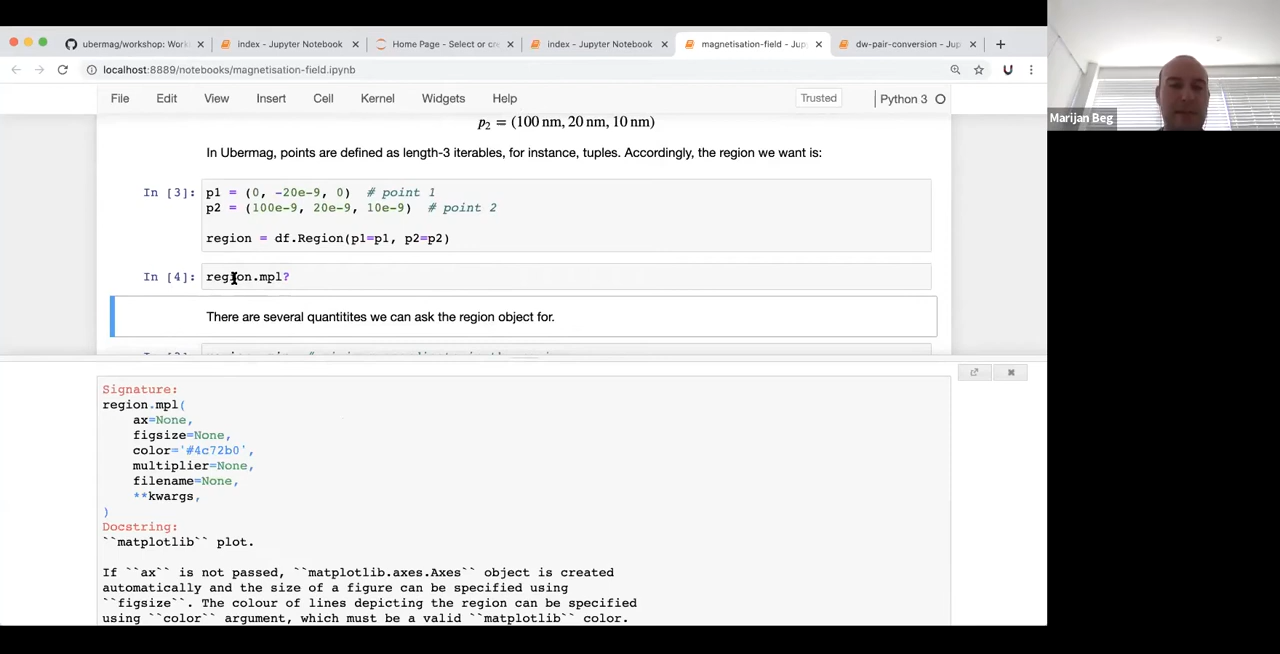 ubermag/workshop: Work
index - Jupyter Notebook
Home Page - Select or cre
index - Jupyter Notebook
magnetisation-field - Jup
dw-pair-conversion - Jup
localhost:8889/notebooks/magnetisation-field.ipynb
File Edit View Insert Cell Kernel Widgets Help Trusted Python 3
p₂ = (100 nm, 20 nm, 10 nm)
Marijan Beg
In Ubermag, points are defined as length-3 iterables, for instance, tuples. Accordingly, the region we want is:
In [3]: p1 = (0, -20e-9, 0)  # point 1
p2 = (100e-9, 20e-9, 10e-9)  # point 2
region = df.Region(p1=p1, p2=p2)
In [4]: region.mpl?
There are several quantitites we can ask the region object for.
Signature:
region.mpl(
ax=None,
figsize=None,
color='#4c72b0',
multiplier=None,
filename=None,
**kwargs,
)
Docstring:
``matplotlib`` plot.
If ``ax`` is not passed, ``matplotlib.axes.Axes`` object is created
automatically and the size of a figure can be specified using
``figsize``. The colour of lines depicting the region can be specified
using ``color`` argument, which must be a valid ``matplotlib`` color.